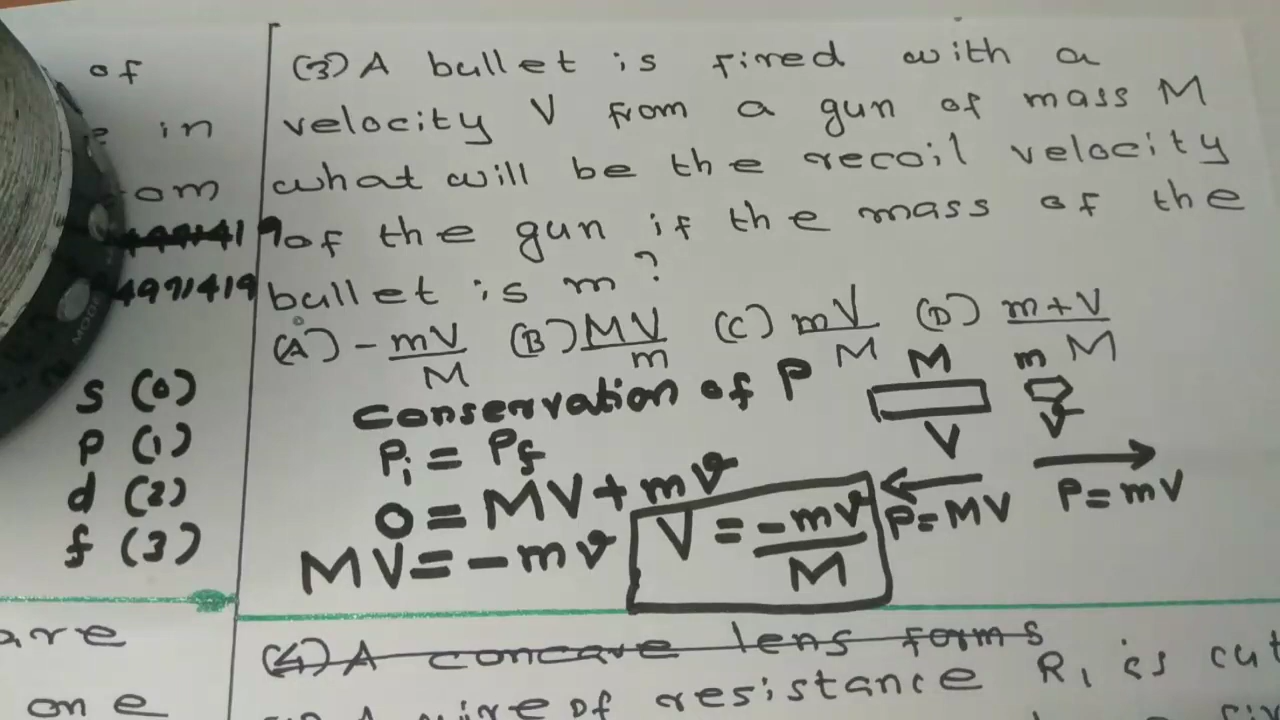 of
in
om
419
4971419
s (0)
p (1)
d (2)
f (3)
are
one
(3) A bullet is fired with a
velocity V from a gun of mass M
what will be the recoil velocity
of the gun if the mass of the
bullet is m ?
(A) -mV/M (B) MV/m (C) mV/M (D) m+V/M
conservation of P
Pi = Pf
0 = MV + mv
MV = -mv
V = -mv/M
M m
V v
P=MV P=mv
(4) A concave lens forms
wire of resistance R1 is cut
MODE